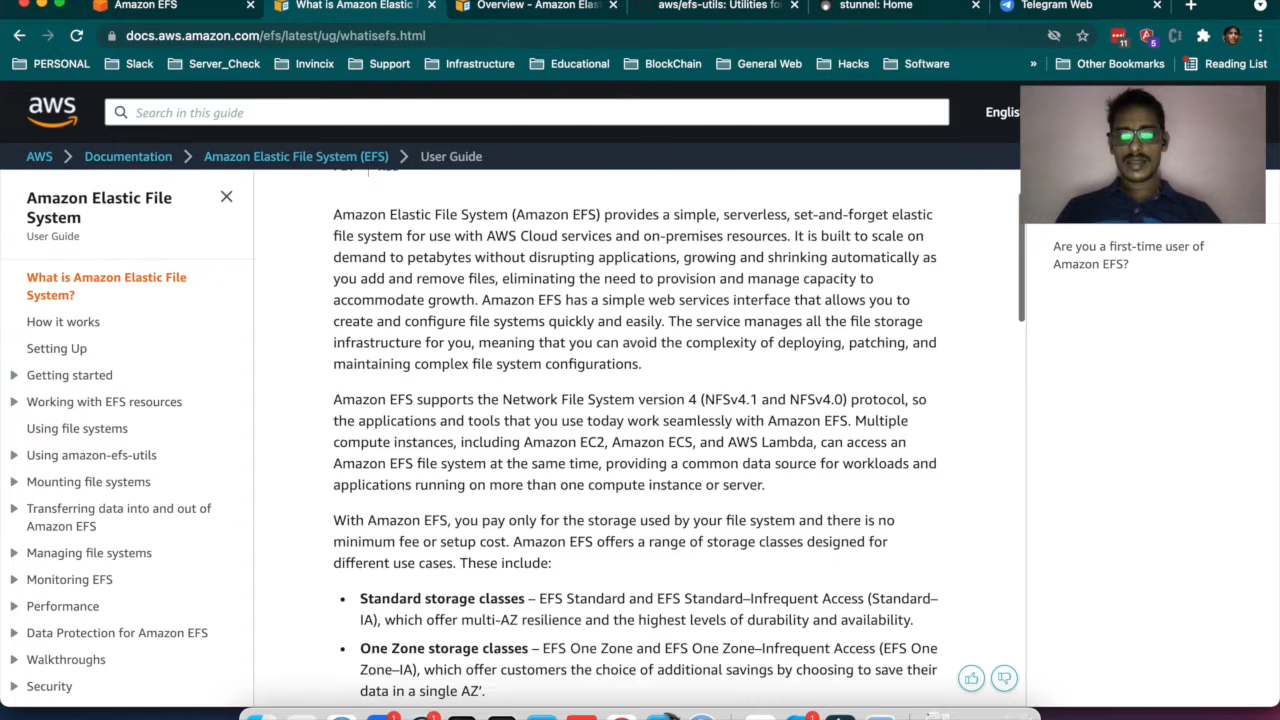 Amazon EFS
What is Amazon Elastic
Overview - Amazon Elast
aws/efs-utils: Utilities fo
stunnel: Home
Telegram Web
docs.aws.amazon.com/efs/latest/ug/whatisefs.html
11
5
PERSONAL
Slack
Server_Check
Invincix
Support
Infrastructure
Educational
BlockChain
General Web
Hacks
Software
»
Other Bookmarks
Reading List
aws
Search in this guide
Englis
AWS
Documentation
Amazon Elastic File System (EFS)
User Guide
Amazon Elastic File
System
User Guide
What is Amazon Elastic File
System?
How it works
Setting Up
Getting started
Working with EFS resources
Using file systems
Using amazon-efs-utils
Mounting file systems
Transferring data into and out of
Amazon EFS
Managing file systems
Monitoring EFS
Performance
Data Protection for Amazon EFS
Walkthroughs
Security
Amazon Elastic File System (Amazon EFS) provides a simple, serverless, set-and-forget elastic
file system for use with AWS Cloud services and on-premises resources. It is built to scale on
demand to petabytes without disrupting applications, growing and shrinking automatically as
you add and remove files, eliminating the need to provision and manage capacity to
accommodate growth. Amazon EFS has a simple web services interface that allows you to
create and configure file systems quickly and easily. The service manages all the file storage
infrastructure for you, meaning that you can avoid the complexity of deploying, patching, and
maintaining complex file system configurations.
Amazon EFS supports the Network File System version 4 (NFSv4.1 and NFSv4.0) protocol, so
the applications and tools that you use today work seamlessly with Amazon EFS. Multiple
compute instances, including Amazon EC2, Amazon ECS, and AWS Lambda, can access an
Amazon EFS file system at the same time, providing a common data source for workloads and
applications running on more than one compute instance or server.
With Amazon EFS, you pay only for the storage used by your file system and there is no
minimum fee or setup cost. Amazon EFS offers a range of storage classes designed for
different use cases. These include:
• Standard storage classes – EFS Standard and EFS Standard–Infrequent Access (Standard–
IA), which offer multi-AZ resilience and the highest levels of durability and availability.
• One Zone storage classes – EFS One Zone and EFS One Zone–Infrequent Access (EFS One
Zone–IA), which offer customers the choice of additional savings by choosing to save their
data in a single AZ'.
Are you a first-time user of
Amazon EFS?
1
1
1